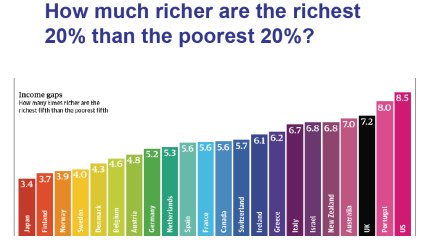 How much richer are the richest
20% than the poorest 20%?
Income gaps
How many times richer are the
richest fifth than the poorest fifth
3.4 3.7 3.9 4.0 4.3 4.6 4.8 5.2 5.3 5.6 5.6 5.6 5.7 6.1 6.2 6.7 6.8 6.8 7.0 7.2 8.0 8.5
Japan
Finland
Norway
Sweden
Denmark
Belgium
Austria
Germany
Netherlands
Spain
France
Canada
Switzerland
Ireland
Greece
Italy
Israel
New Zealand
Australia
UK
Portugal
US